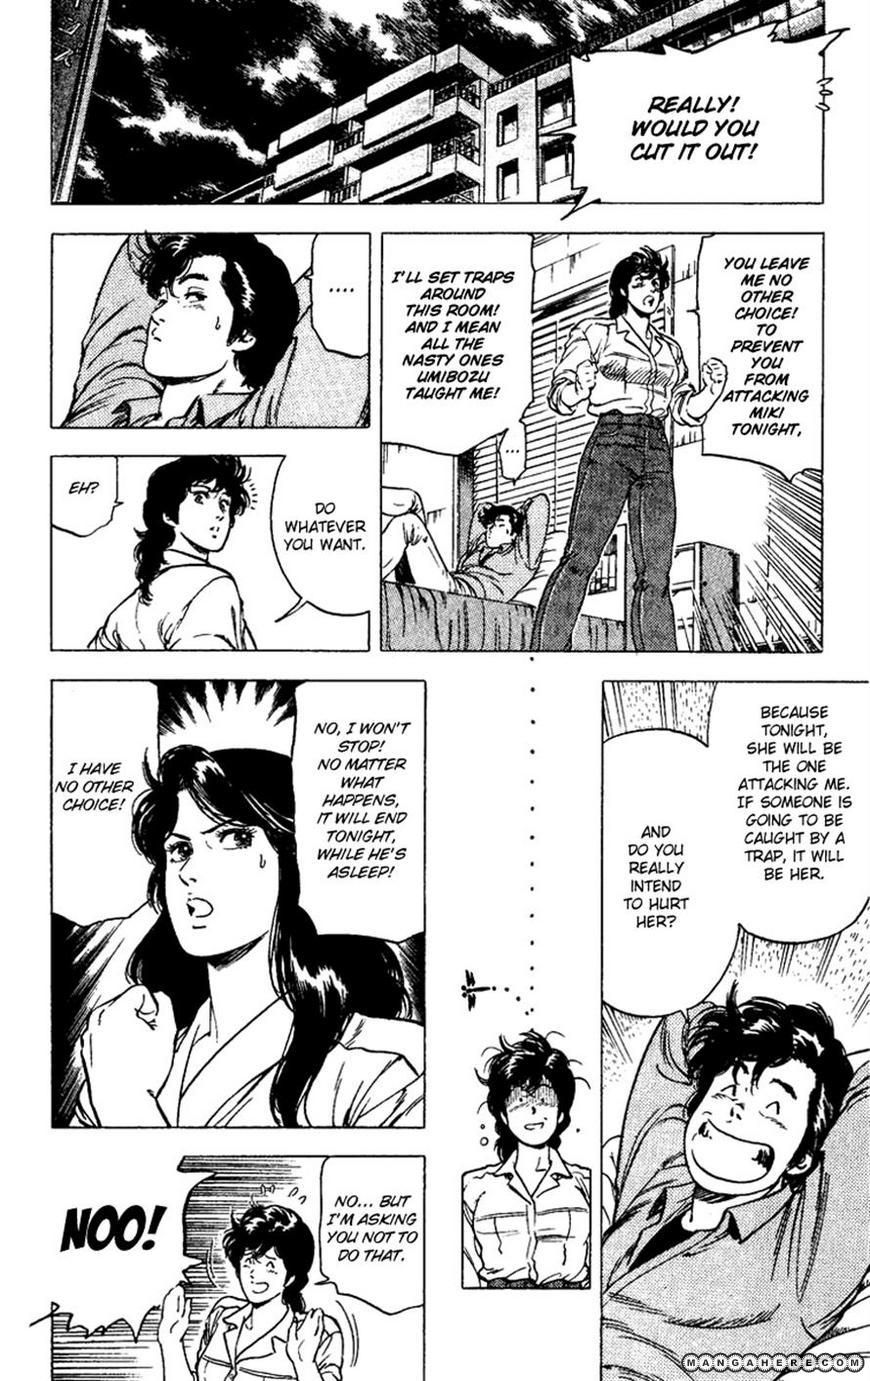 REALLY!
WOULD YOU
CUT IT OUT!
YOU LEAVE
ME NO
OTHER
CHOICE!
TO
PREVENT
YOU
FROM
ATTACKING
MIKI
TONIGHT,
I'LL SET TRAPS
AROUND
THIS ROOM!
AND I MEAN
ALL THE
NASTY ONES
UMIBOZU
TAUGHT ME!
...
....
DO
WHATEVER
YOU WANT.
EH?
BECAUSE
TONIGHT,
SHE WILL BE
THE ONE
ATTACKING ME.
IF SOMEONE IS
GOING TO BE
CAUGHT BY A
TRAP, IT WILL
BE HER.
AND
DO YOU
REALLY
INTEND
TO HURT
HER?
NO, I WON'T
STOP!
NO MATTER
WHAT
HAPPENS,
IT WILL END
TONIGHT,
WHILE HE'S
ASLEEP!
I HAVE
NO OTHER
CHOICE!
NO... BUT
I'M ASKING
YOU NOT TO
DO THAT.
NOO!
MANGAHERE.COM